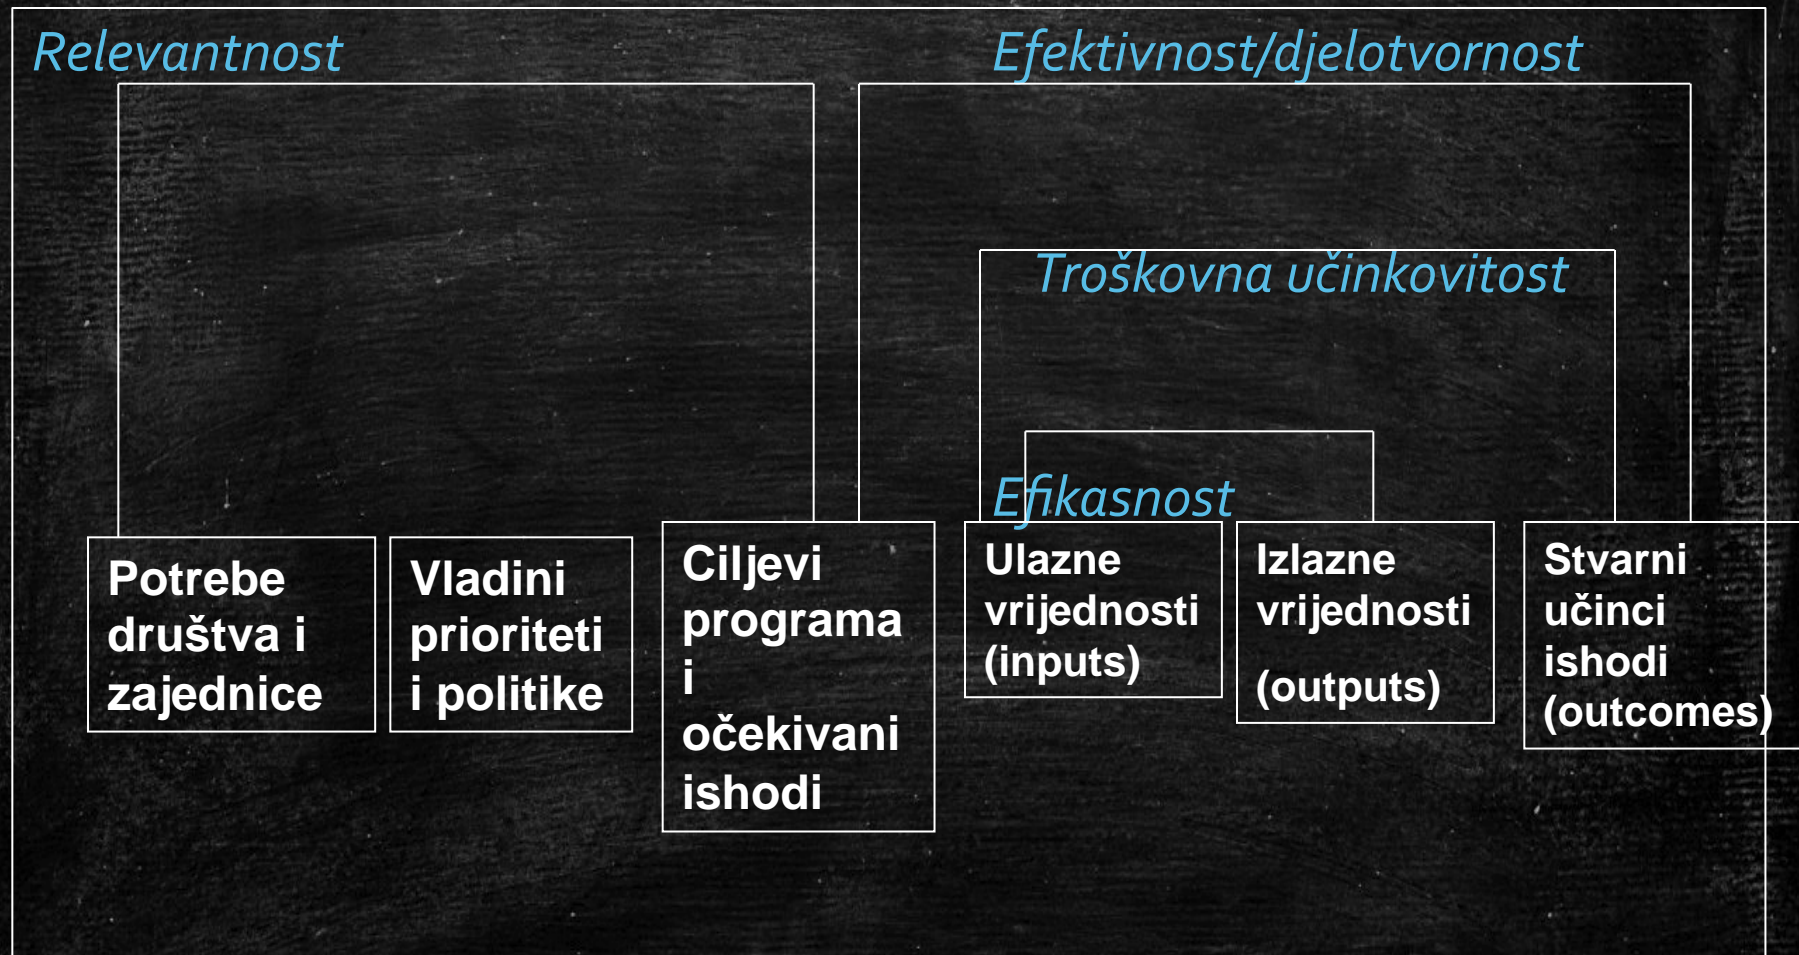 Relevantnost
Efektivnost/djelotvornost
Troškovna učinkovitost
Efikasnost
Potrebe
društva i
zajednice
Vladini
prioriteti
i politike
Ciljevi
programa
i
očekivani
ishodi
Ulazne
vrijednosti
(inputs)
Izlazne
vrijednosti
(outputs)
Stvarni
učinci
ishodi
(outcomes)